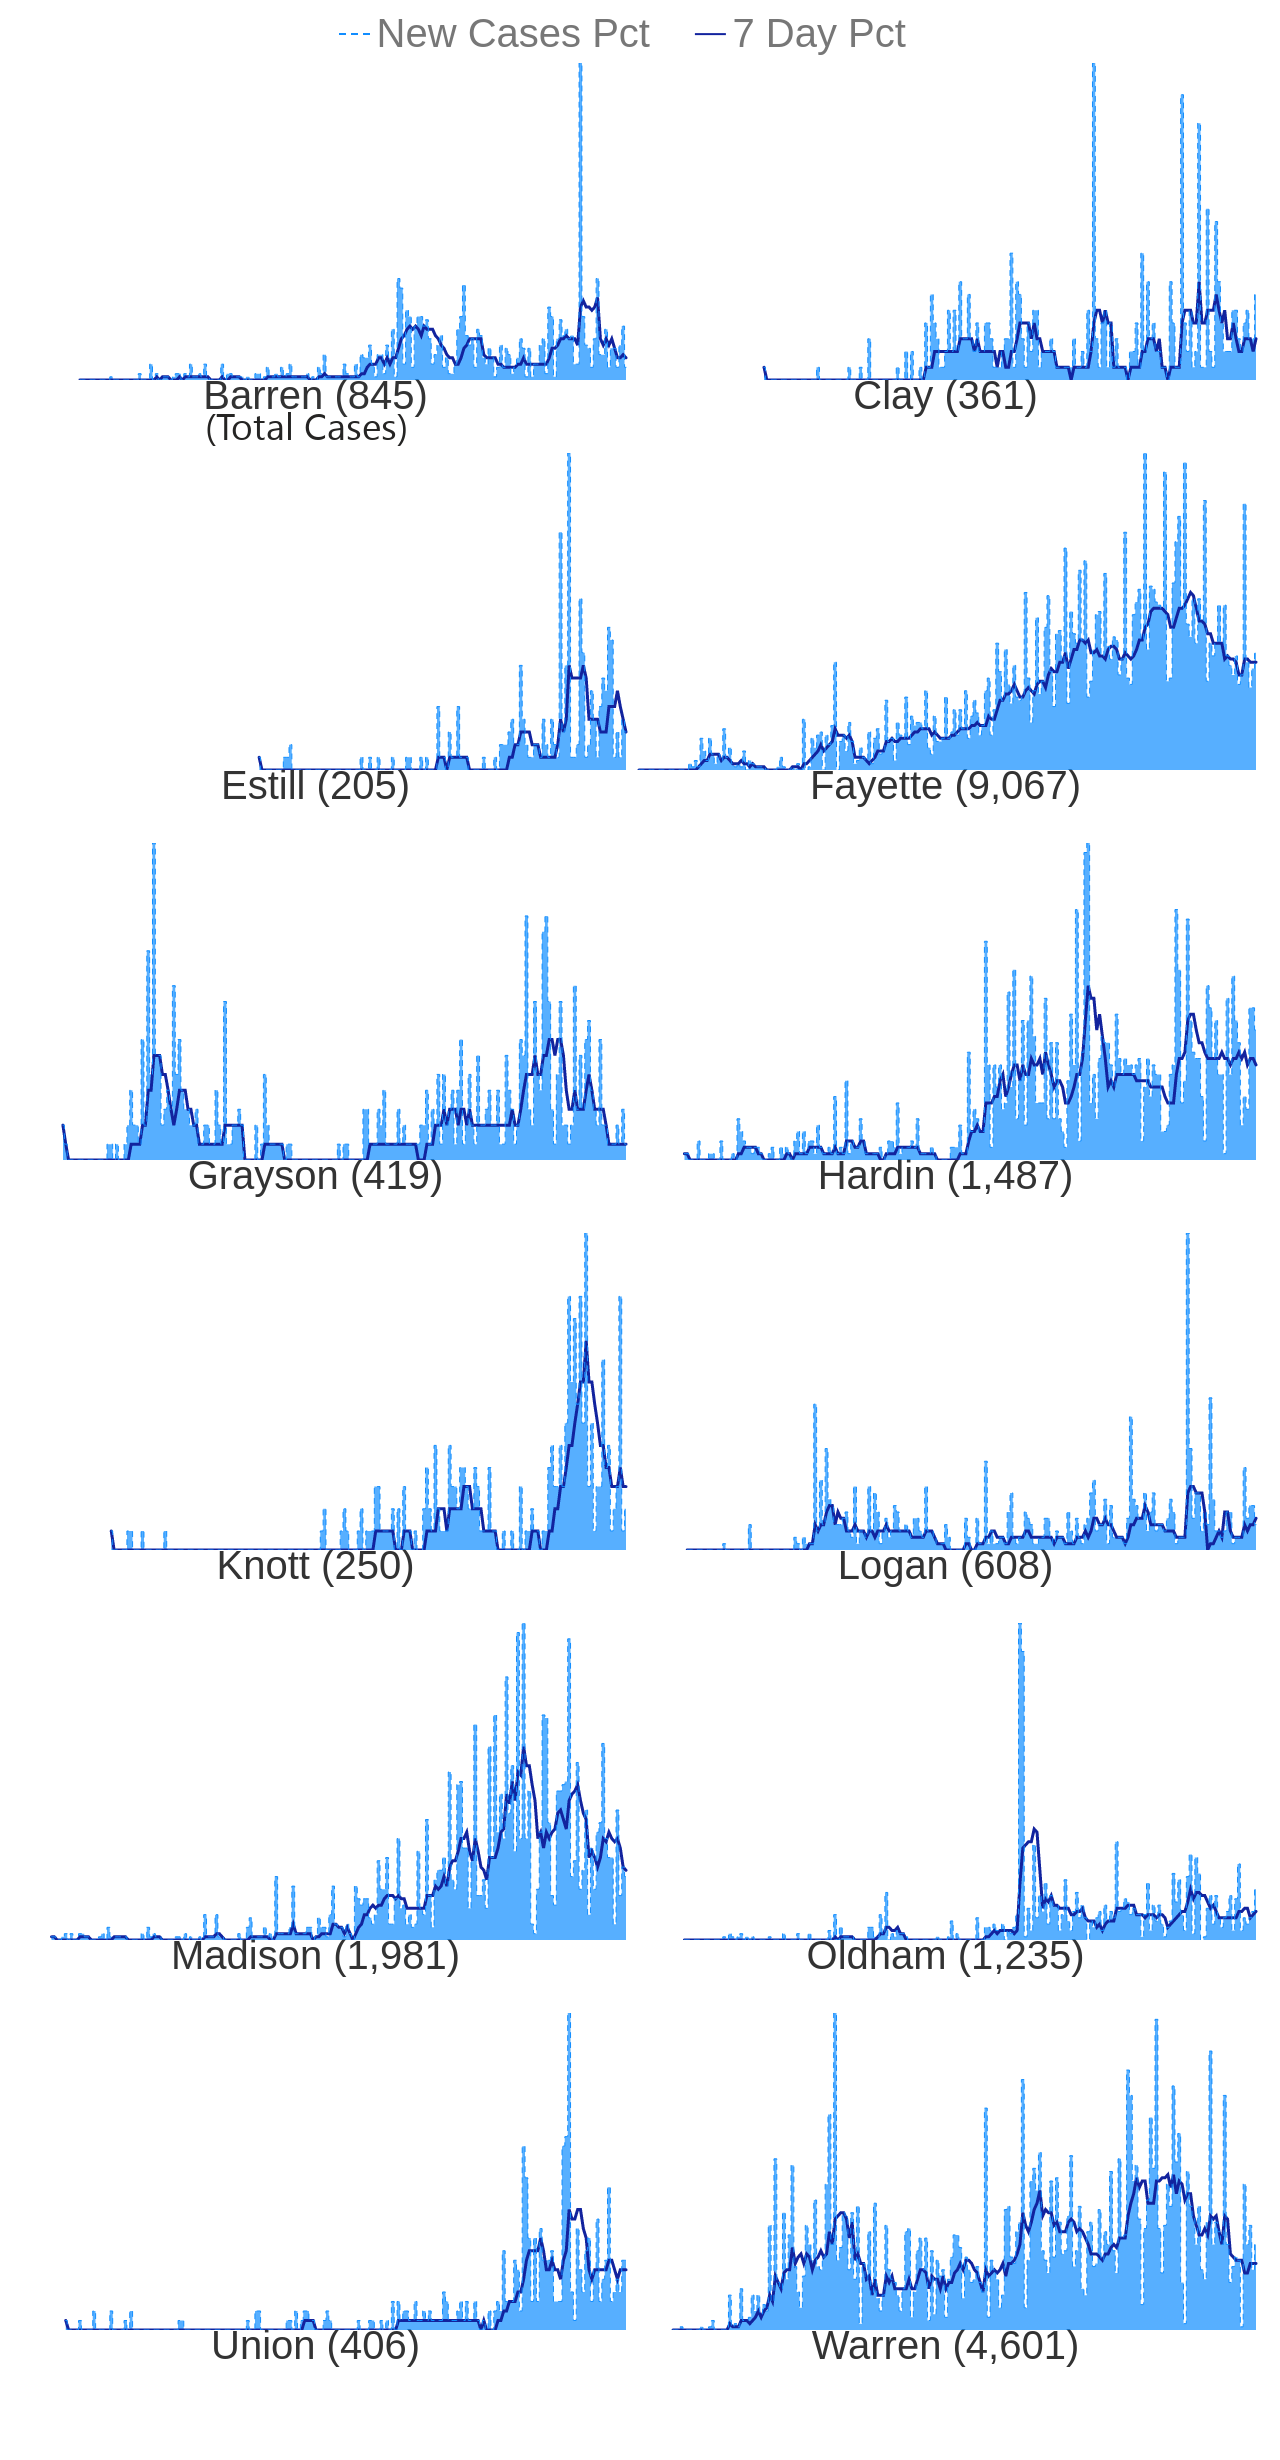 New Cases Pct 7 Day Pct
Barren (845) Clay (361)
(Total Cases)
Estill (205) Fayette (9,067)
Grayson (419) Hardin (1,487)
Knott (250) Logan (608)
Madison (1,981) Oldham (1,235)
Union (406) Warren (4,601)